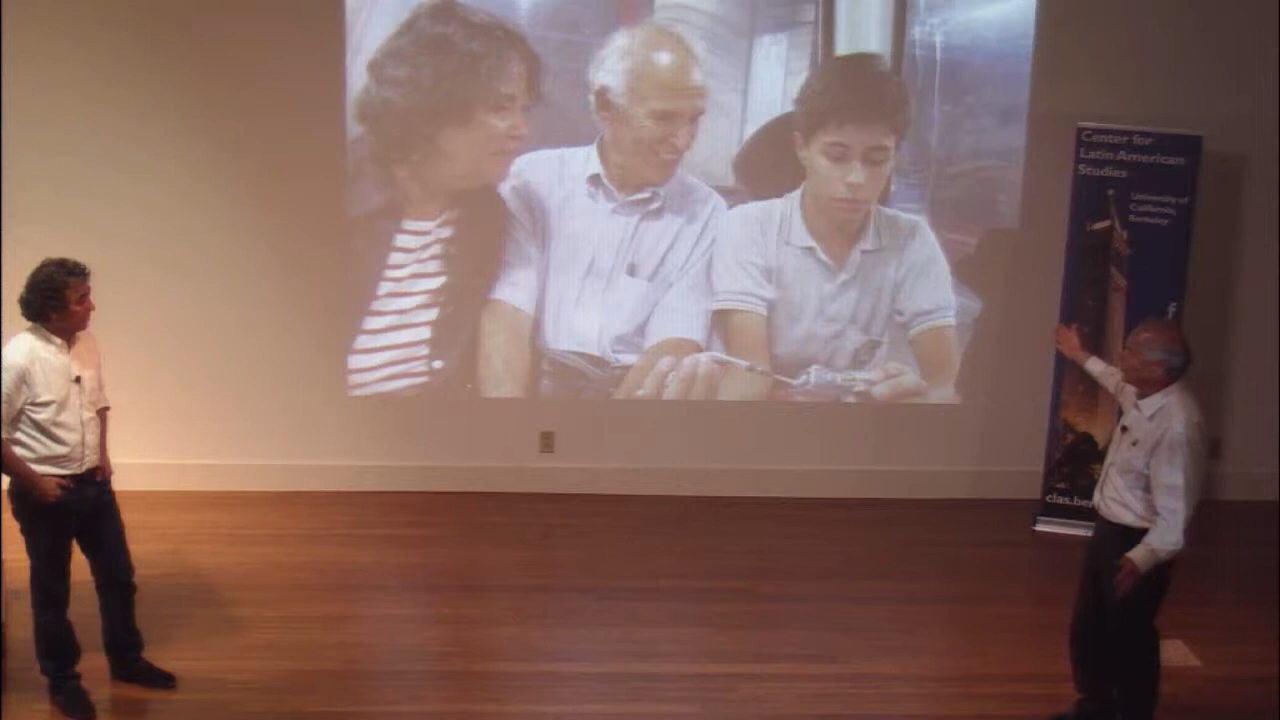 Center for
Latin American
Studies
University of
California,
Berkeley
f
clas.ber